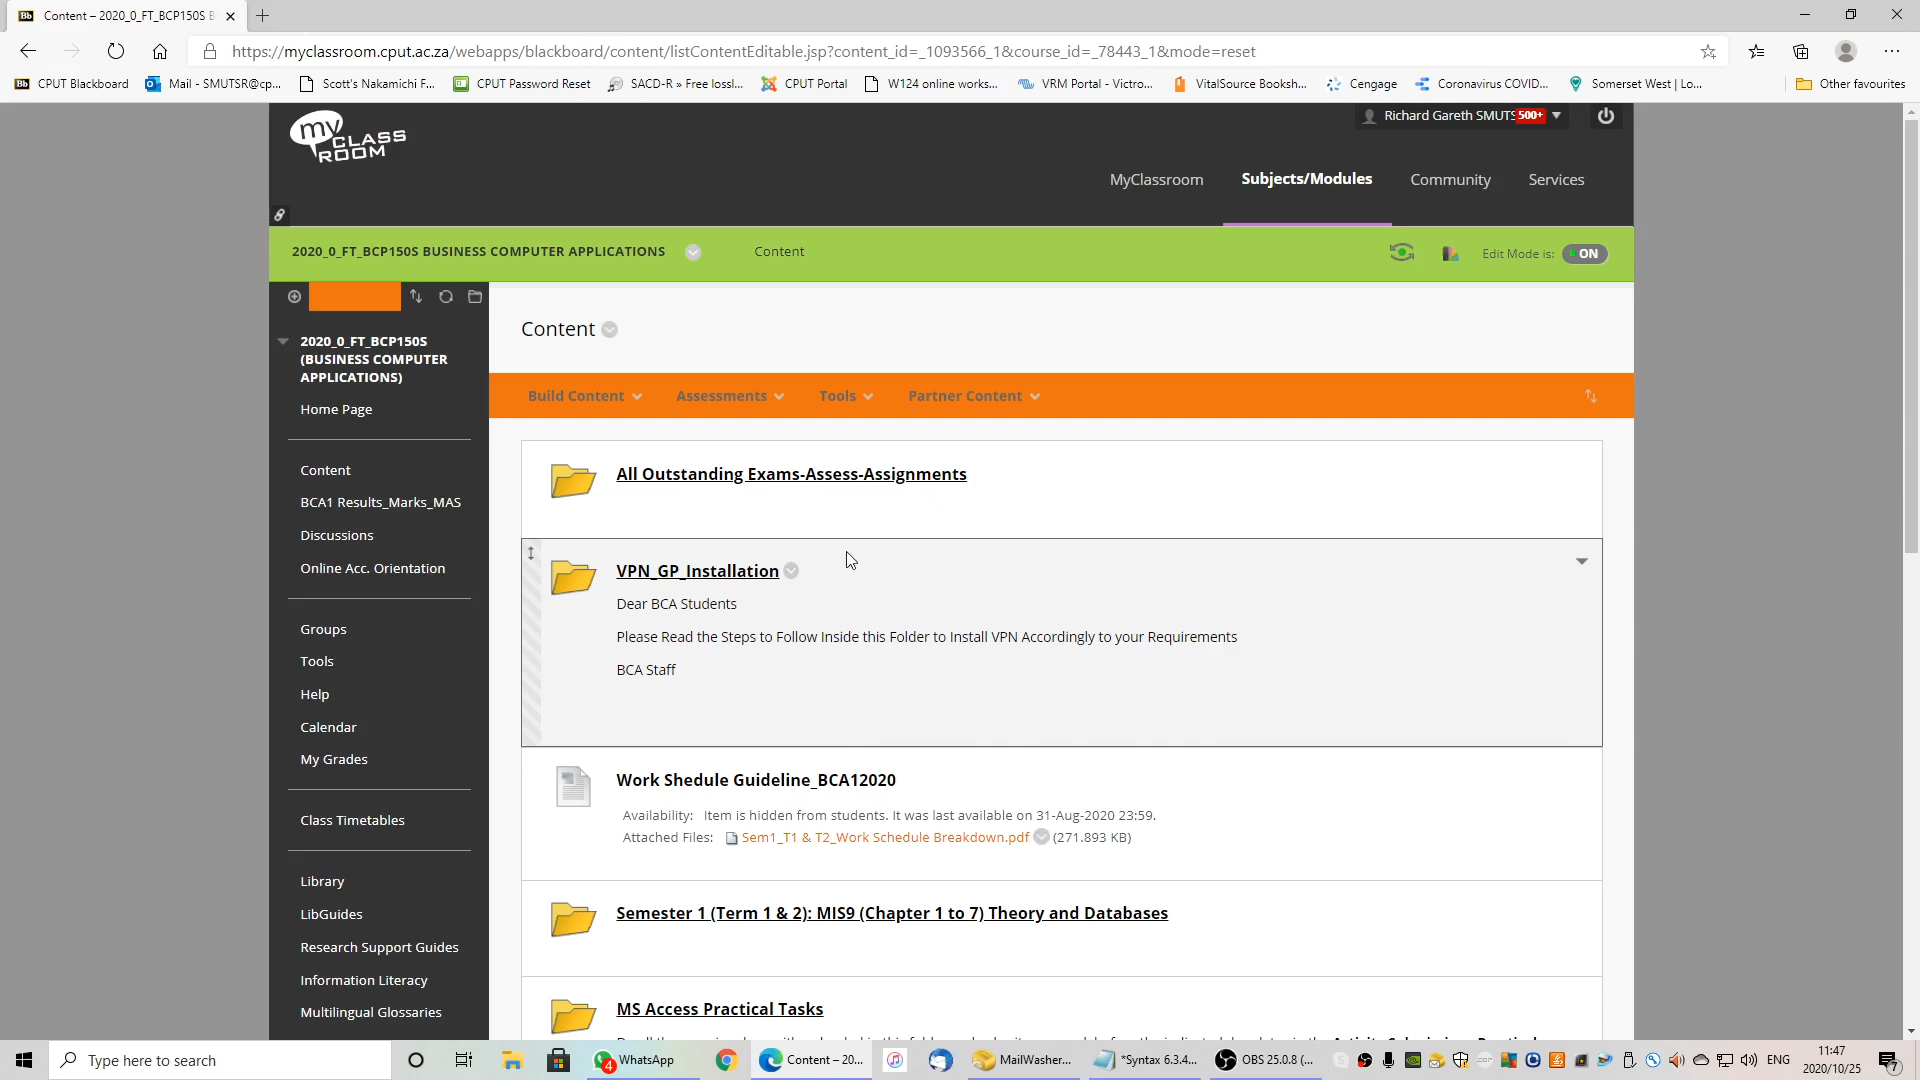 Content – 2020_0_FT_BCP150S B
https://myclassroom.cput.ac.za/webapps/blackboard/content/listContentEditable.jsp?content_id=_1093566_1&course_id=_78443_1&mode=reset
CPUT Blackboard
Mail - SMUTSR@cp...
Scott's Nakamichi F...
CPUT Password Reset
SACD-R » Free lossl...
CPUT Portal
W124 online works...
VRM Portal - Victro...
VitalSource Booksh...
Cengage
Coronavirus COVID...
Somerset West | Lo...
Other favourites
my CLASS ROOM
Richard Gareth SMUTS 500+
MyClassroom
Subjects/Modules
Community
Services
2020_0_FT_BCP150S BUSINESS COMPUTER APPLICATIONS
Content
Edit Mode is: ON
2020_0_FT_BCP150S
(BUSINESS COMPUTER
APPLICATIONS)
Home Page
Content
BCA1 Results_Marks_MAS
Discussions
Online Acc. Orientation
Groups
Tools
Help
Calendar
My Grades
Class Timetables
Library
LibGuides
Research Support Guides
Information Literacy
Multilingual Glossaries
Content
Build Content
Assessments
Tools
Partner Content
All Outstanding Exams-Assess-Assignments
VPN_GP_Installation
Dear BCA Students
Please Read the Steps to Follow Inside this Folder to Install VPN Accordingly to your Requirements
BCA Staff
Work Shedule Guideline_BCA12020
Availability: Item is hidden from students. It was last available on 31-Aug-2020 23:59.
Attached Files: Sem1_T1 & T2_Work Schedule Breakdown.pdf (271.893 KB)
Semester 1 (Term 1 & 2): MIS9 (Chapter 1 to 7) Theory and Databases
MS Access Practical Tasks
Type here to search
4
WhatsApp
Content – 20...
MailWasher...
*Syntax 6.3.4...
OBS 25.0.8 (...
ENG
11:47
2020/10/25
7